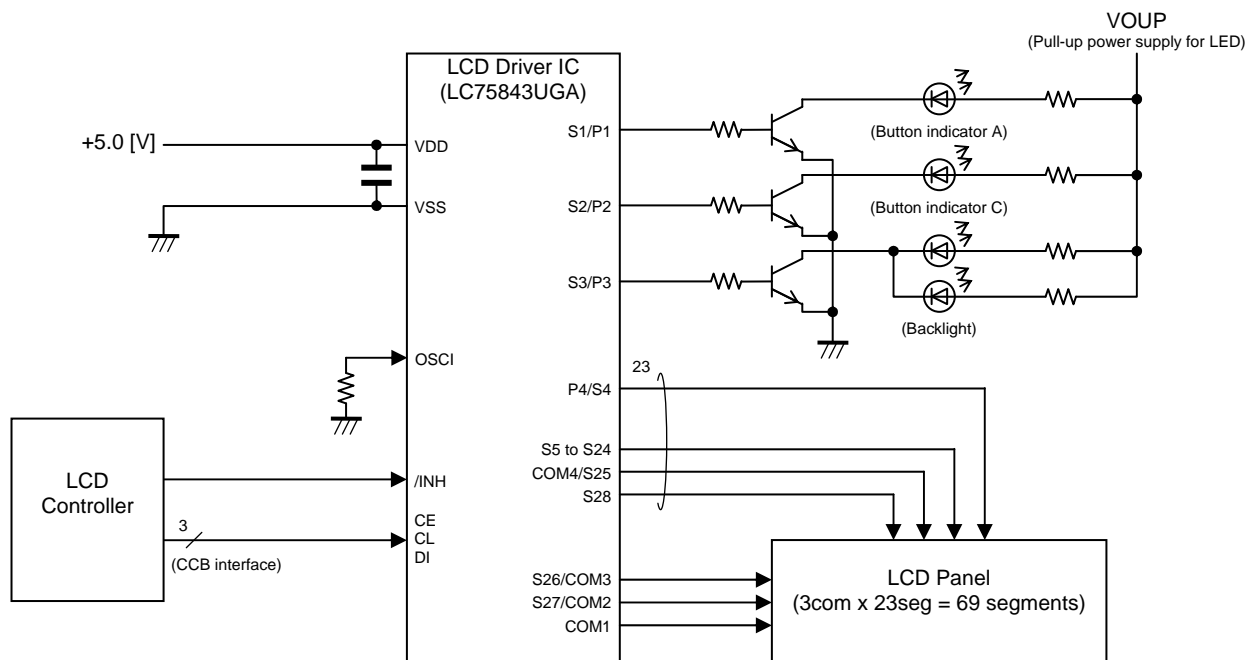 VOUP
(Pull-up power supply for LED)
LCD Driver IC
(LC75843UGA)
S1/P1
(Button indicator A)
+5.0 [V]
VDD
VSS
S2/P2
(Button indicator C)
S3/P3
(Backlight)
OSCI
23
P4/S4
S5 to S24
COM4/S25
S28
LCD
Controller
/INH
3
CE
CL
DI
(CCB interface)
S26/COM3
S27/COM2
COM1
LCD Panel
(3com x 23seg = 69 segments)